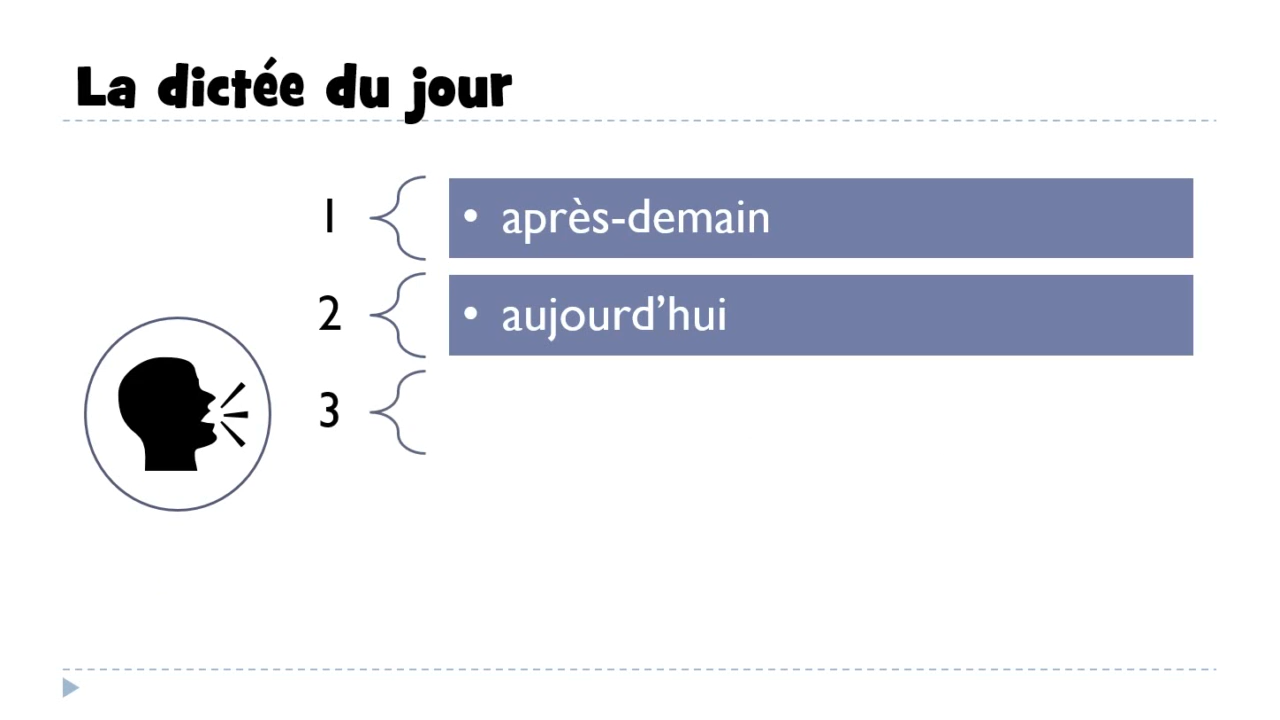 La dictée du jour
1
• après-demain
2
• aujourd’hui
3